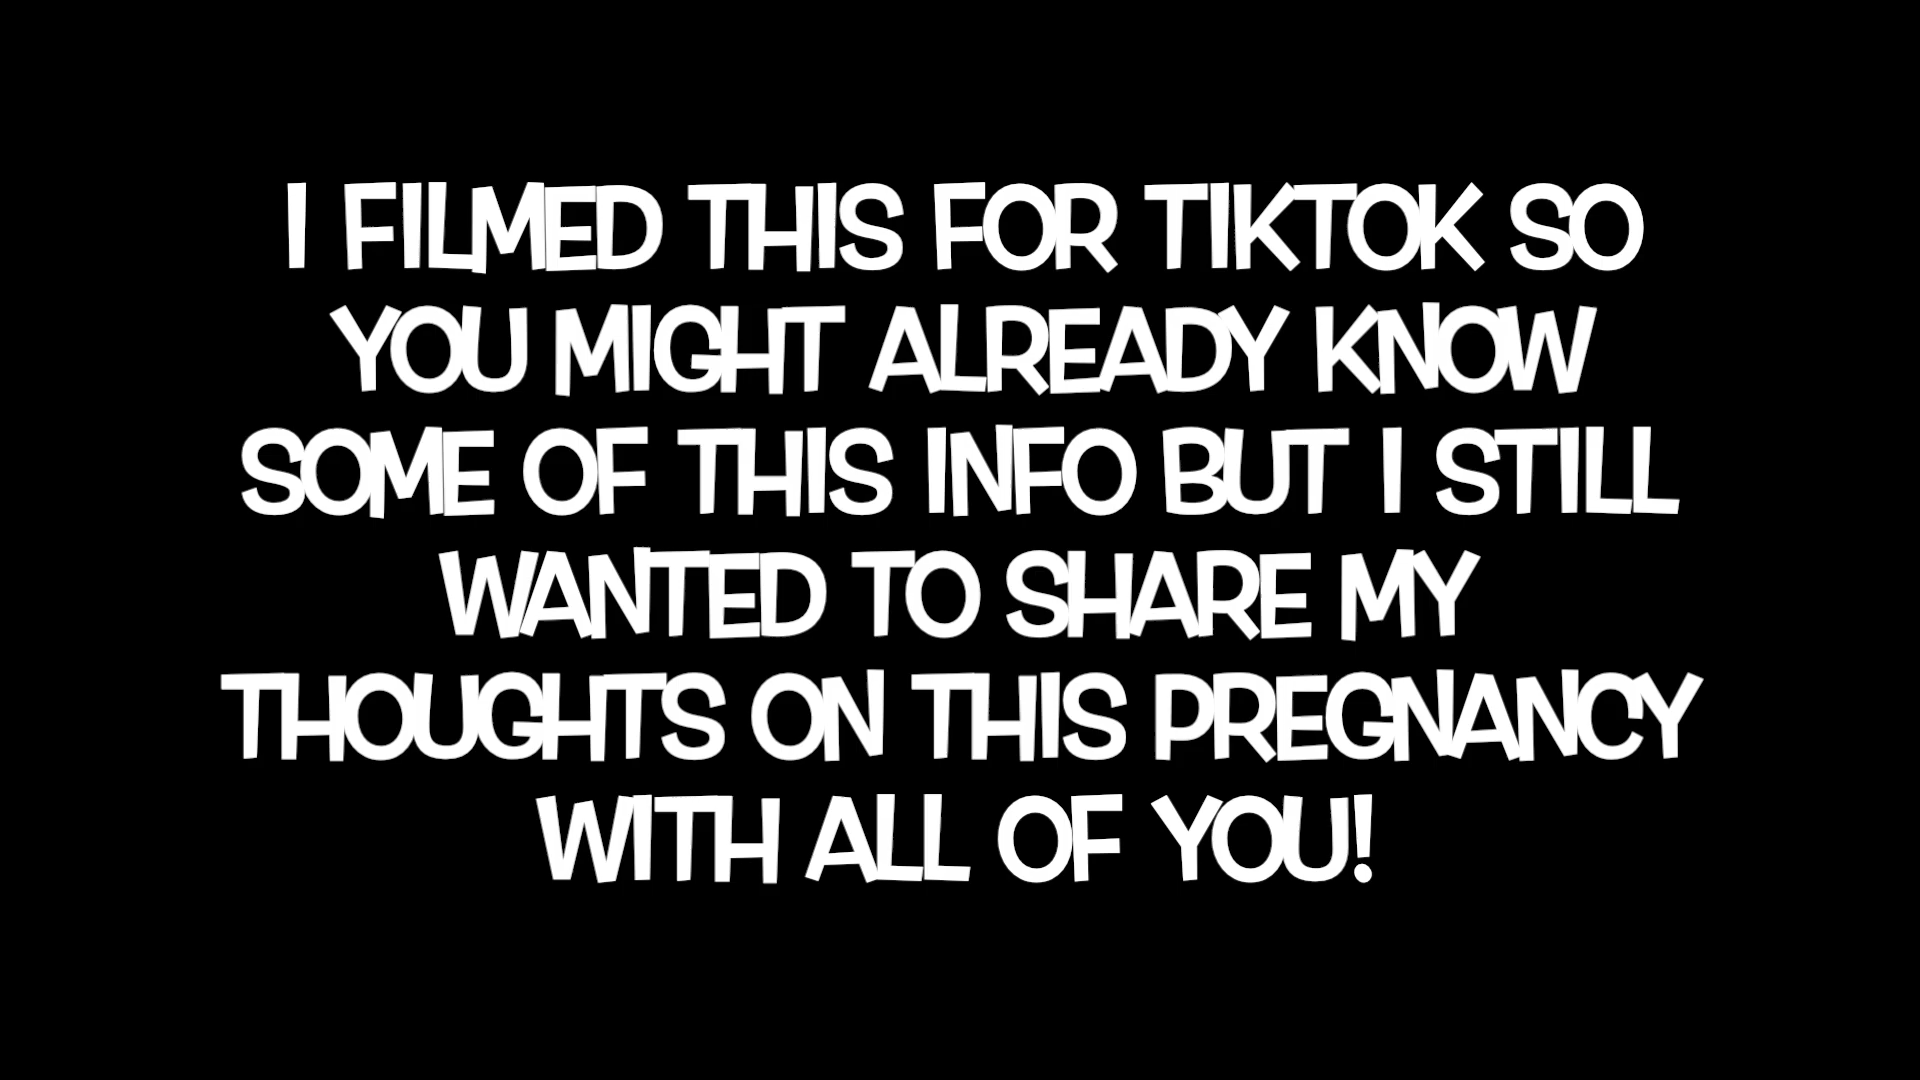 I FILMED THIS FOR TIKTOK SO
YOU MIGHT ALREADY KNOW
SOME OF THIS INFO BUT I STILL
WANTED TO SHARE MY
THOUGHTS ON THIS PREGNANCY
WITH ALL OF YOU!